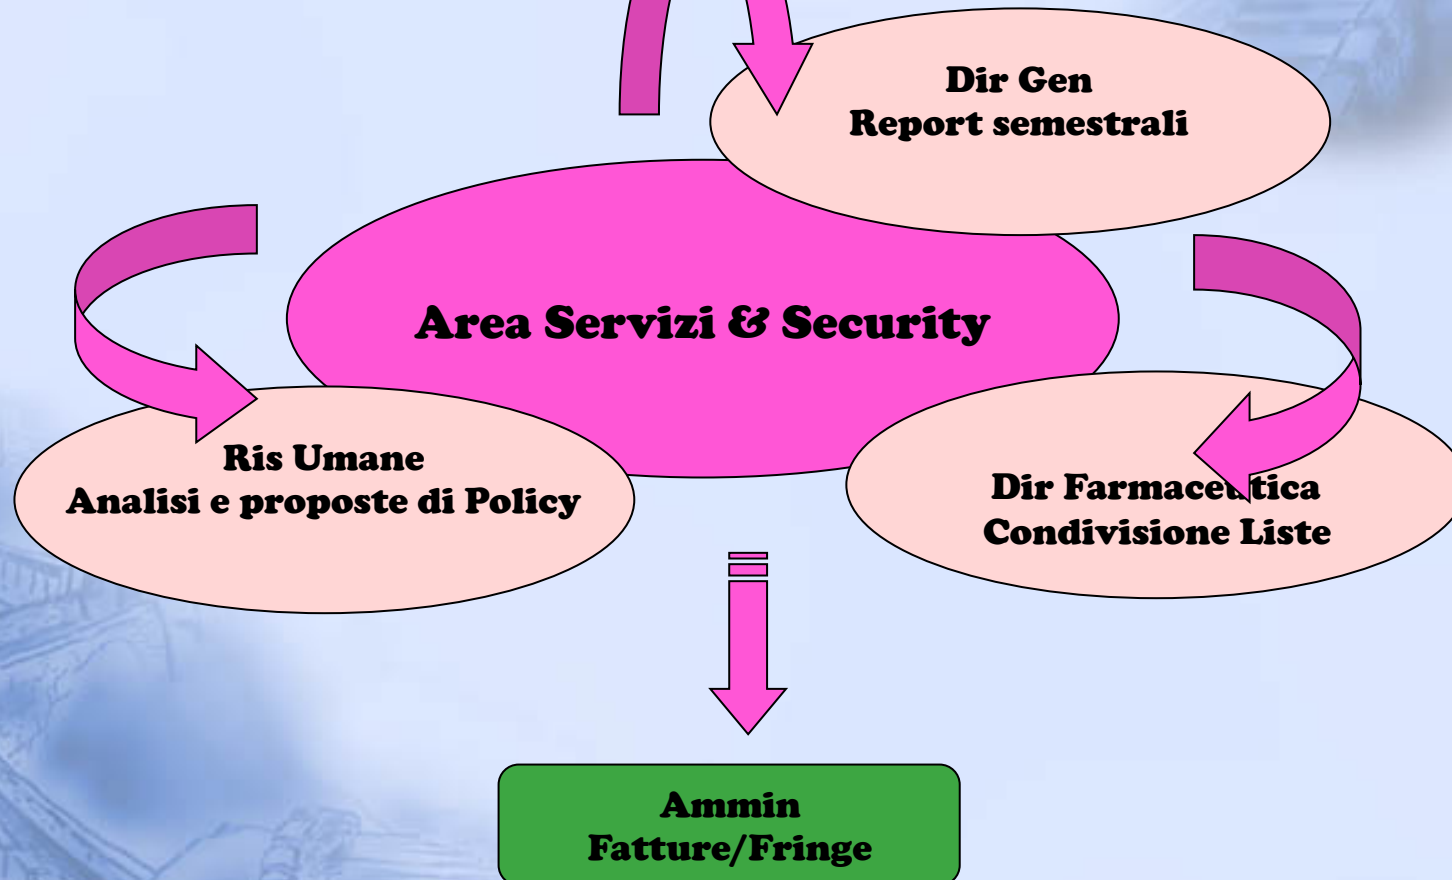 Dir Gen
Report semestrali
Area Servizi & Security
Ris Umane
Analisi e proposte di Policy
Dir Farmaceutica
Condivisione Liste
Ammin
Fatture/Fringe